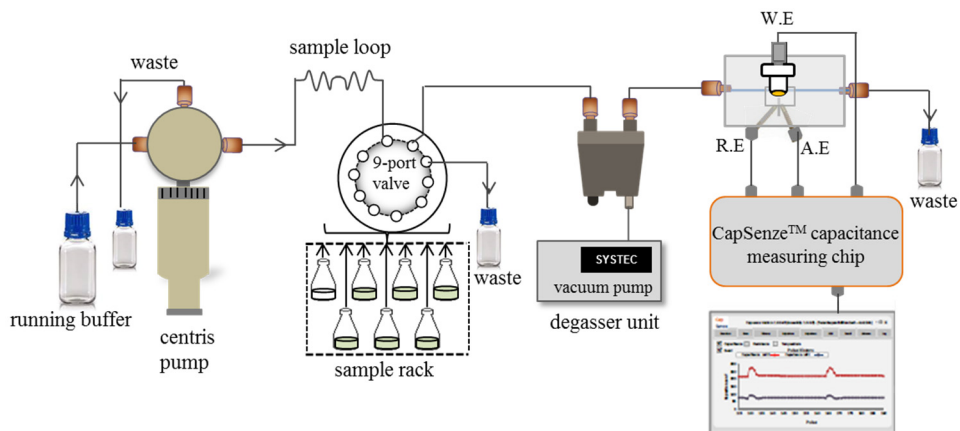 W.E
sample loop
waste
9-port
valve
R.E
A.E
waste
CapSenze™ capacitance
measuring chip
waste
SYSTEC
vacuum pump
running buffer
degasser unit
centris
pump
sample rack